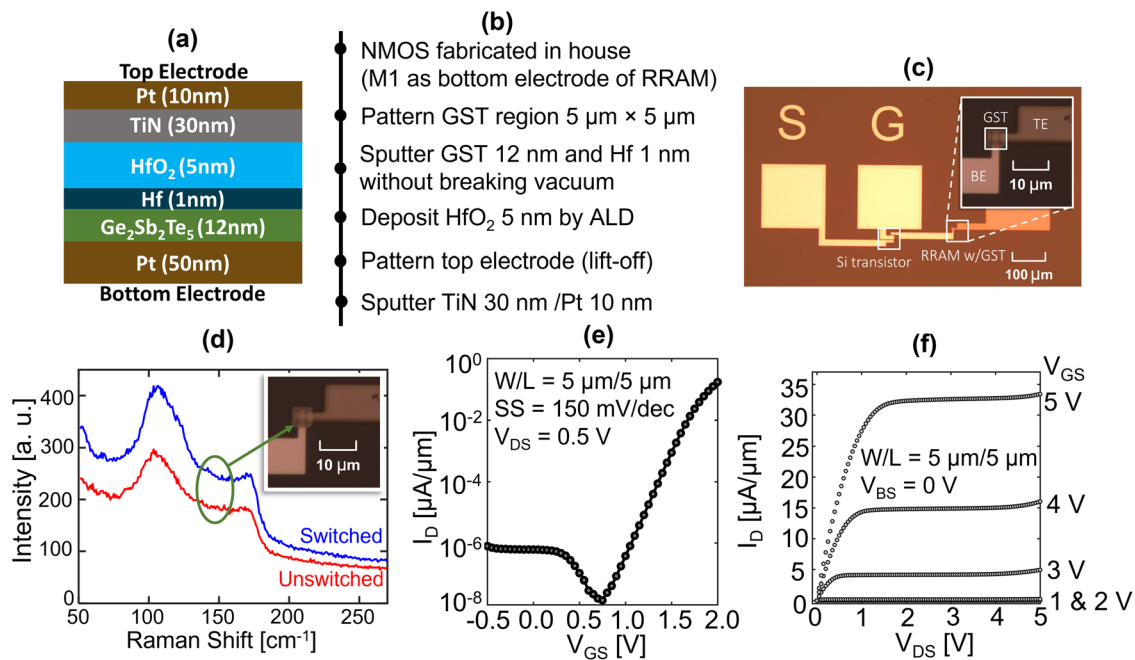 (a)
Top Electrode
Pt (10nm)
TiN (30nm)
HfO₂ (5nm)
Hf (1nm)
Ge₂Sb₂Te₅ (12nm)
Pt (50nm)
Bottom Electrode
(b)
NMOS fabricated in house
(M1 as bottom electrode of RRAM)
Pattern GST region 5 µm × 5 µm
Sputter GST 12 nm and Hf 1 nm
without breaking vacuum
Deposit HfO₂ 5 nm by ALD
Pattern top electrode (lift-off)
Sputter TiN 30 nm /Pt 10 nm
(c)
S
G
GST
TE
BE
10 µm
Si transistor
RRAM w/GST
100 µm
(d)
Intensity [a. u.]
400
300
200
100
0
10 µm
Switched
Unswitched
50
100
150
200
250
Raman Shift [cm⁻¹]
(e)
I_D [µA/µm]
10⁰
10⁻²
10⁻⁴
10⁻⁶
10⁻⁸
W/L = 5 µm/5 µm
SS = 150 mV/dec
V_DS = 0.5 V
-0.5
0.0
0.5
1.0
1.5
2.0
V_GS [V]
(f)
I_D [µA/µm]
35
30
25
20
15
10
5
0
V_GS
5 V
W/L = 5 µm/5 µm
V_BS = 0 V
4 V
3 V
1 & 2 V
0
1
2
3
4
5
V_DS [V]